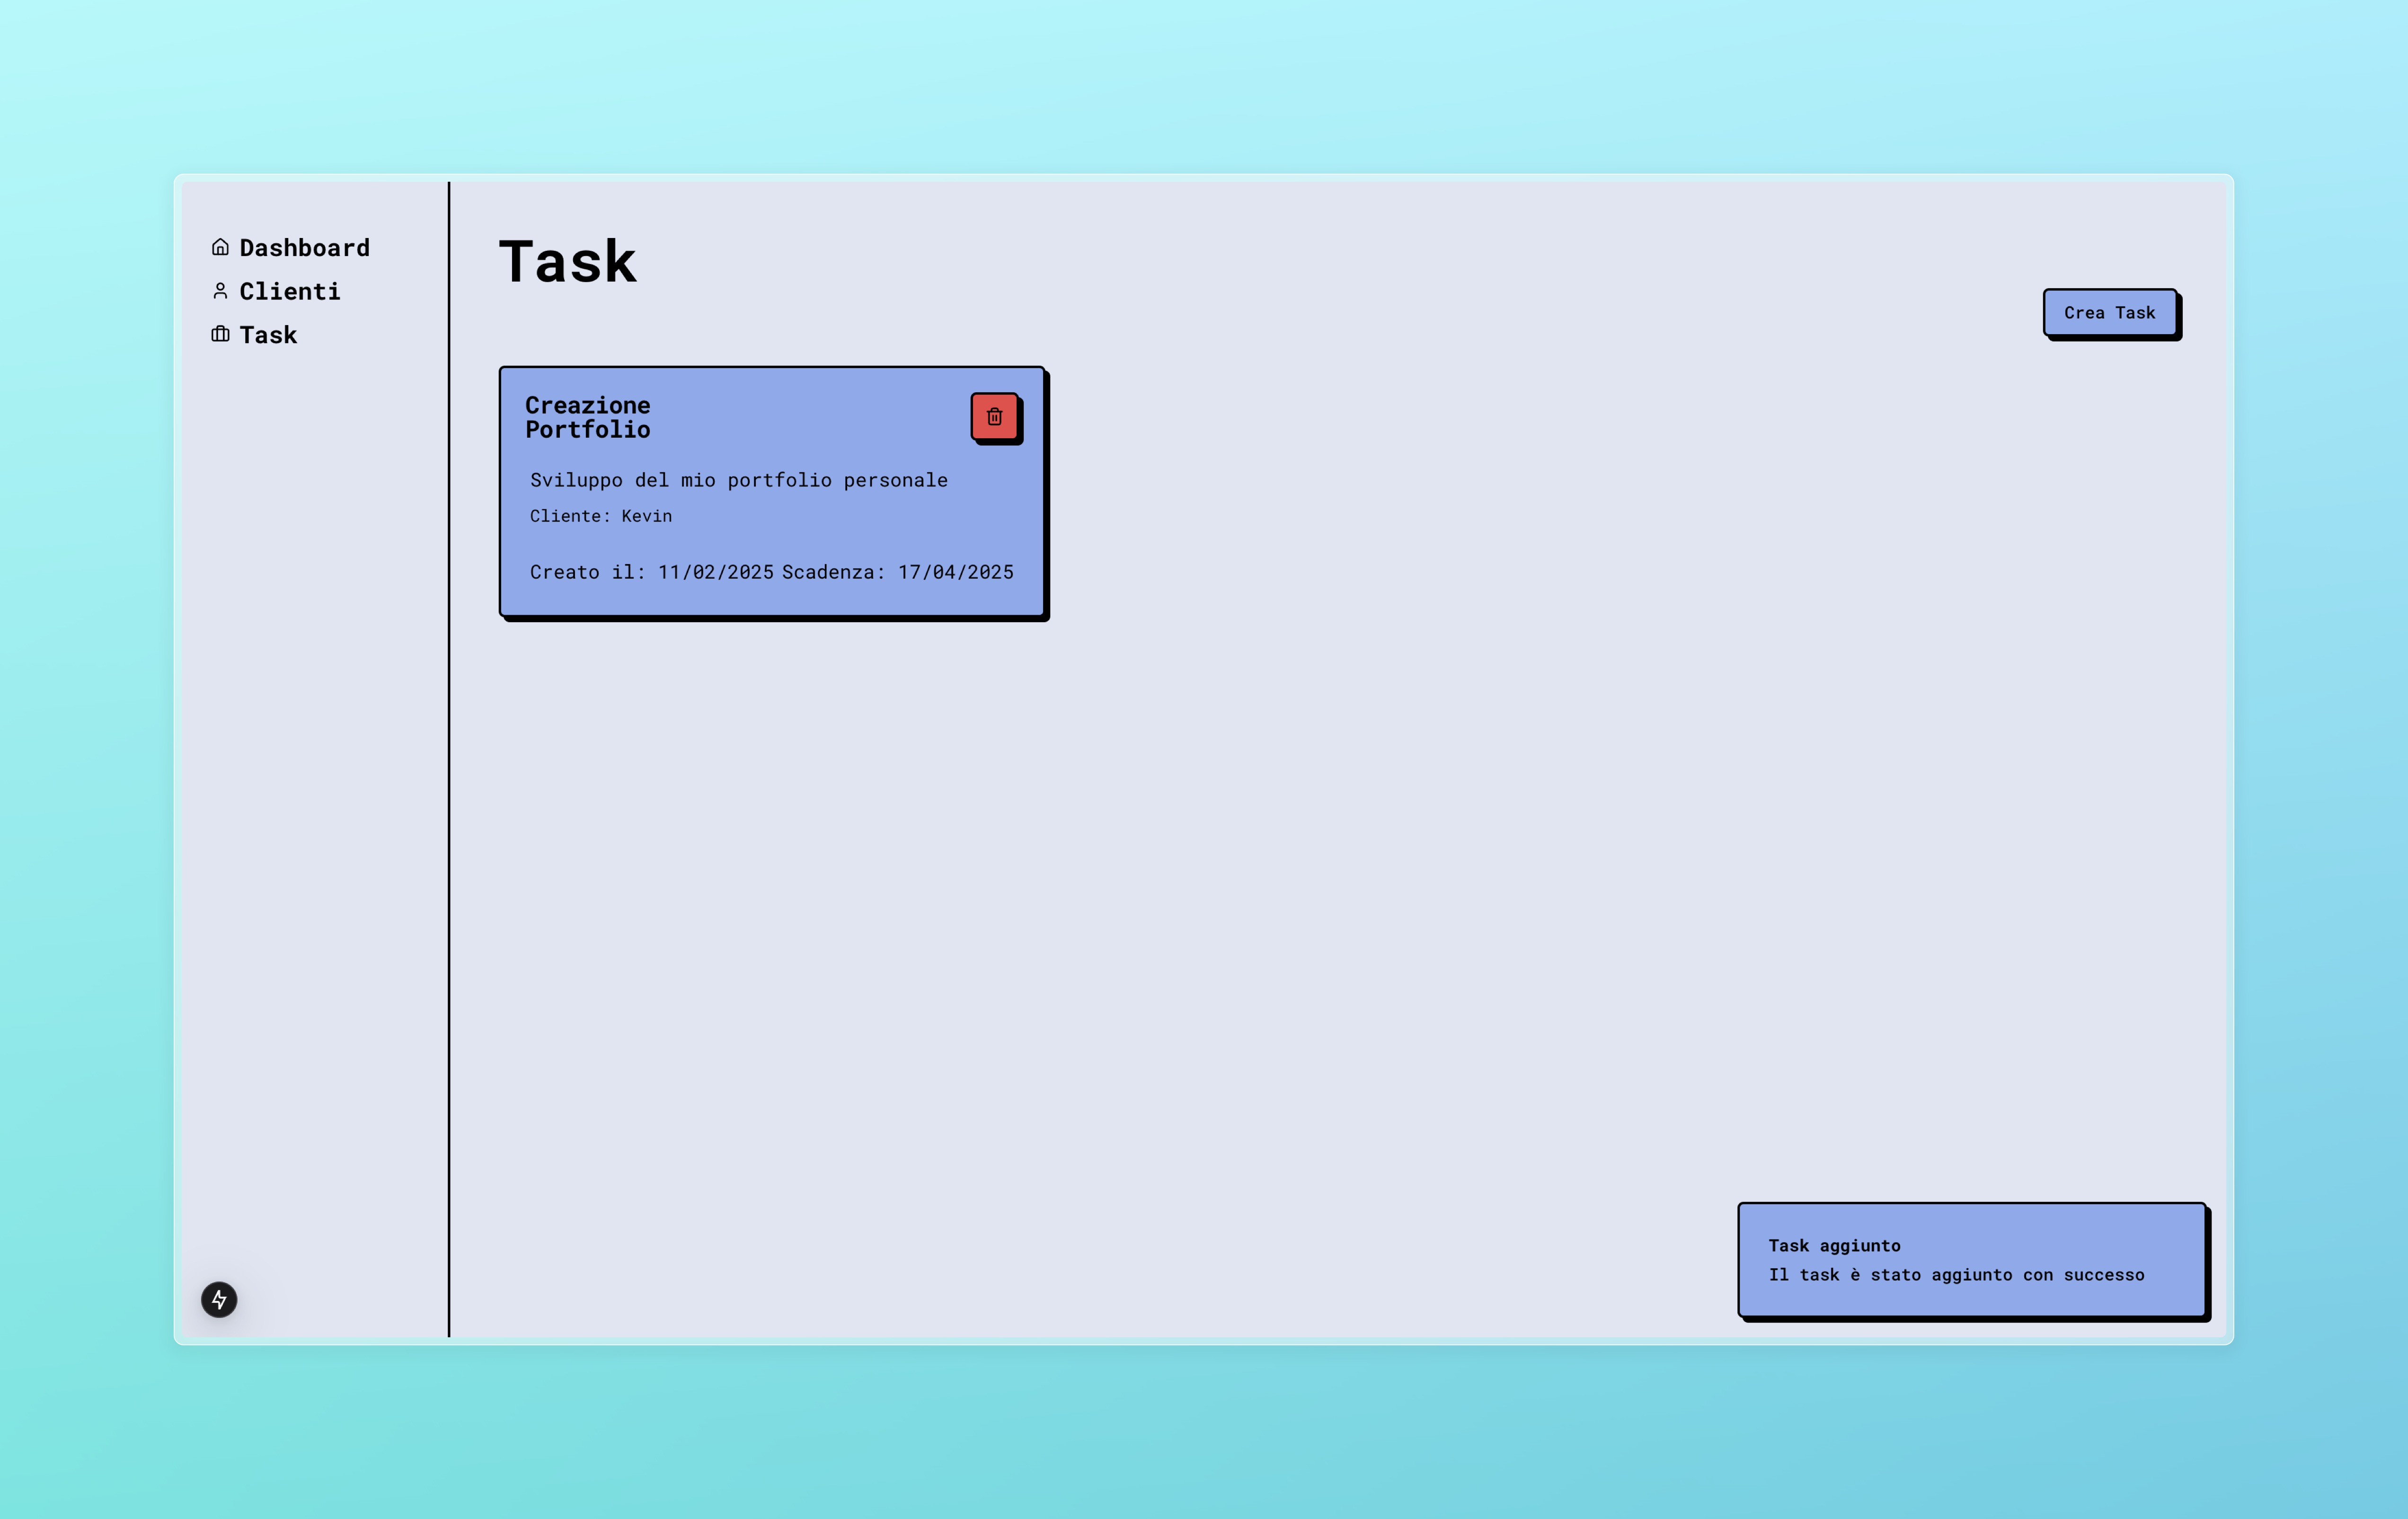 Dashboard
Clienti
Task
Task
Crea Task
Creazione
Portfolio
Sviluppo del mio portfolio personale
Cliente: Kevin
Creato il: 11/02/2025 Scadenza: 17/04/2025
Task aggiunto
Il task è stato aggiunto con successo